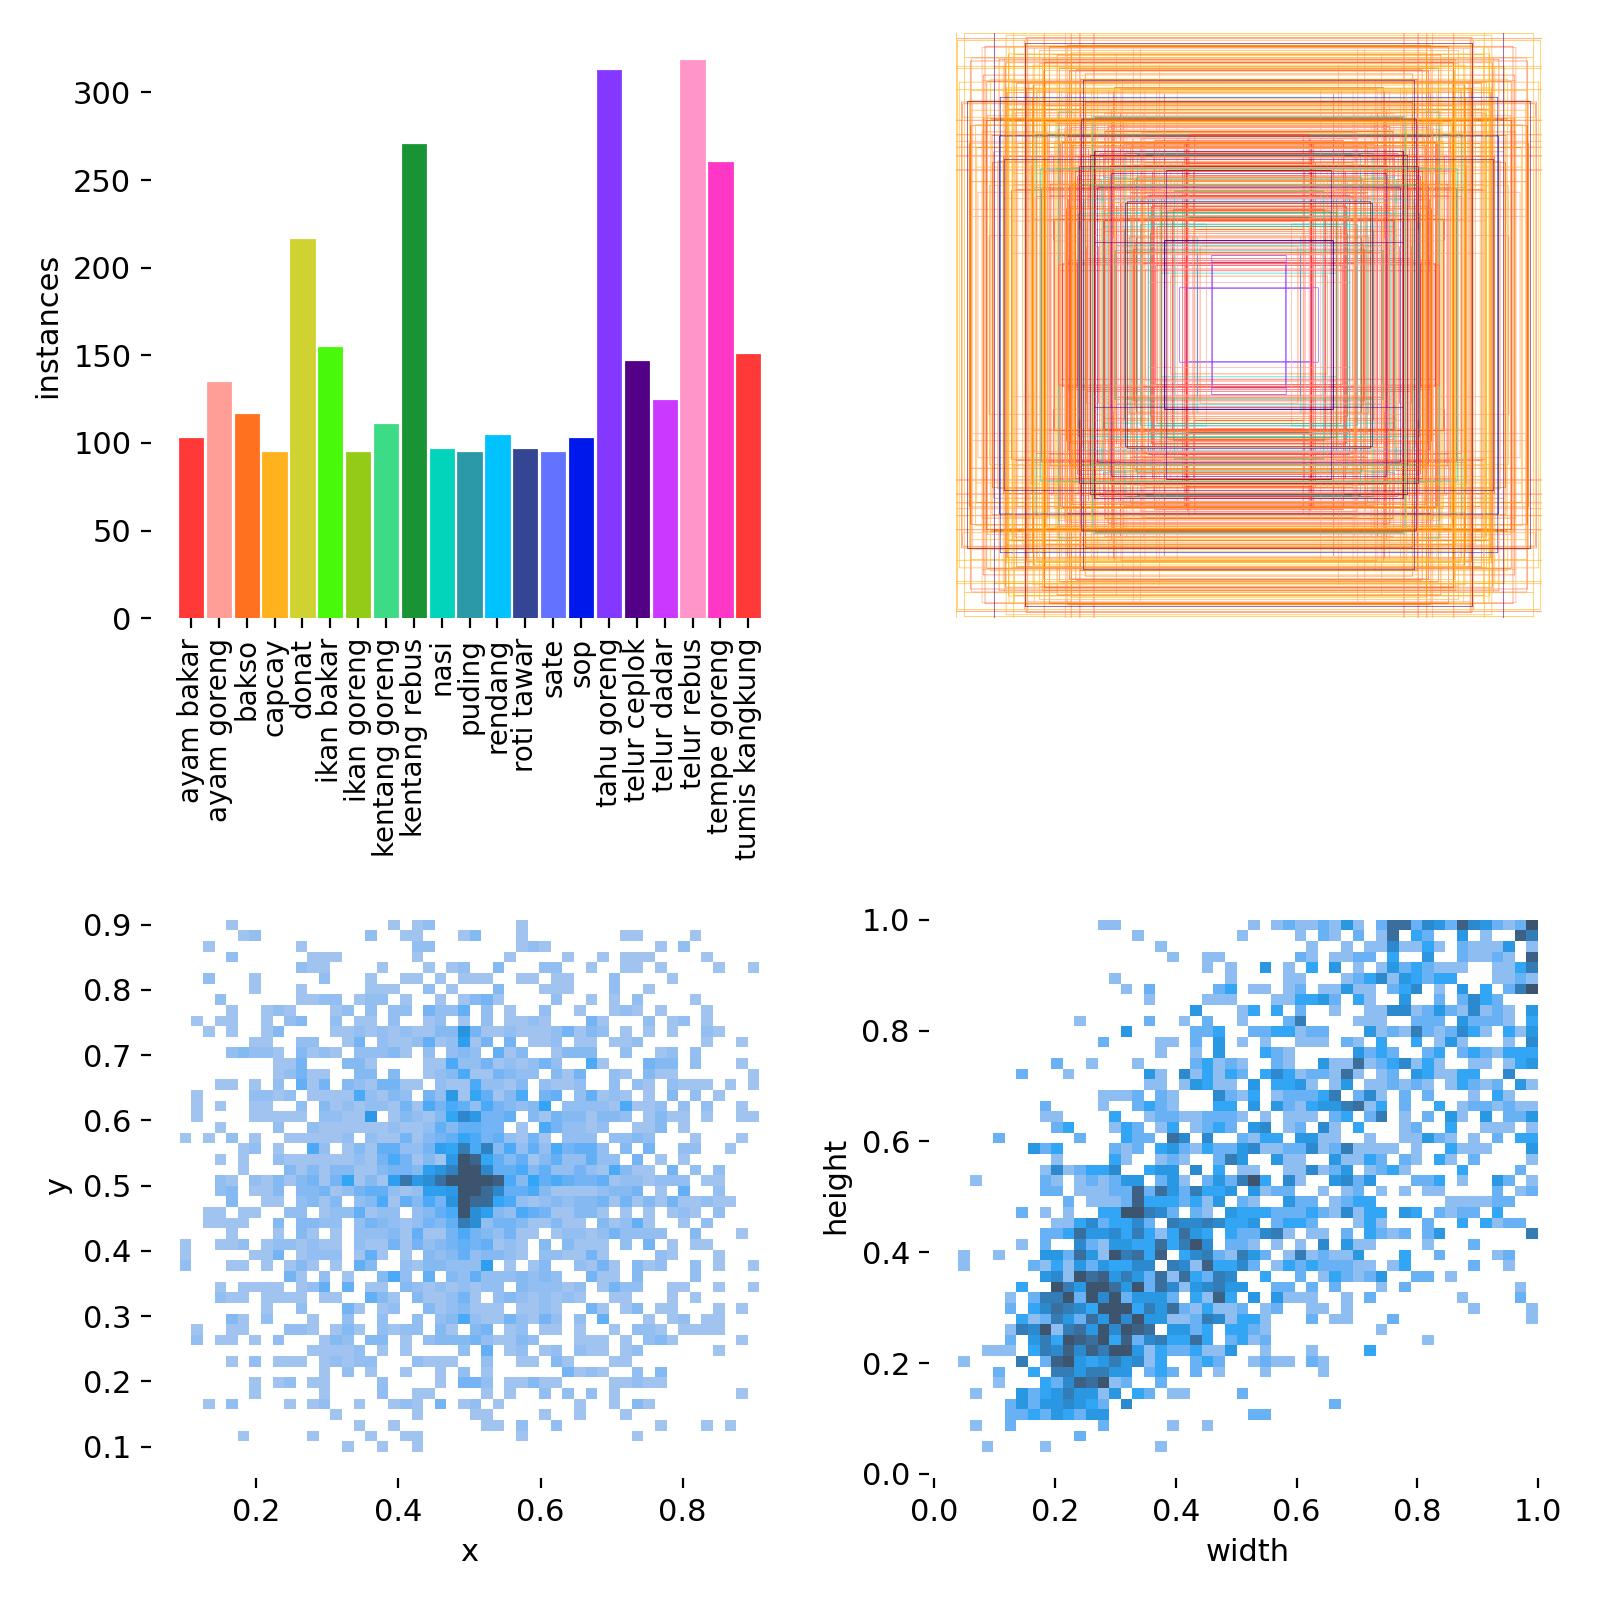 300
250
200
150
100
50
0
instances
ayam bakar
ayam goreng
bakso
capcay
donat
ikan bakar
ikan goreng
kentang goreng
kentang rebus
nasi
puding
rendang
roti tawar
sate
sop
tahu goreng
telur ceplok
telur dadar
telur rebus
tempe goreng
tumis kangkung
0.9
0.8
0.7
0.6
0.5
0.4
0.3
0.2
0.1
y
0.2 0.4 0.6 0.8
x
1.0
0.8
0.6
0.4
0.2
0.0
height
0.0 0.2 0.4 0.6 0.8 1.0
width